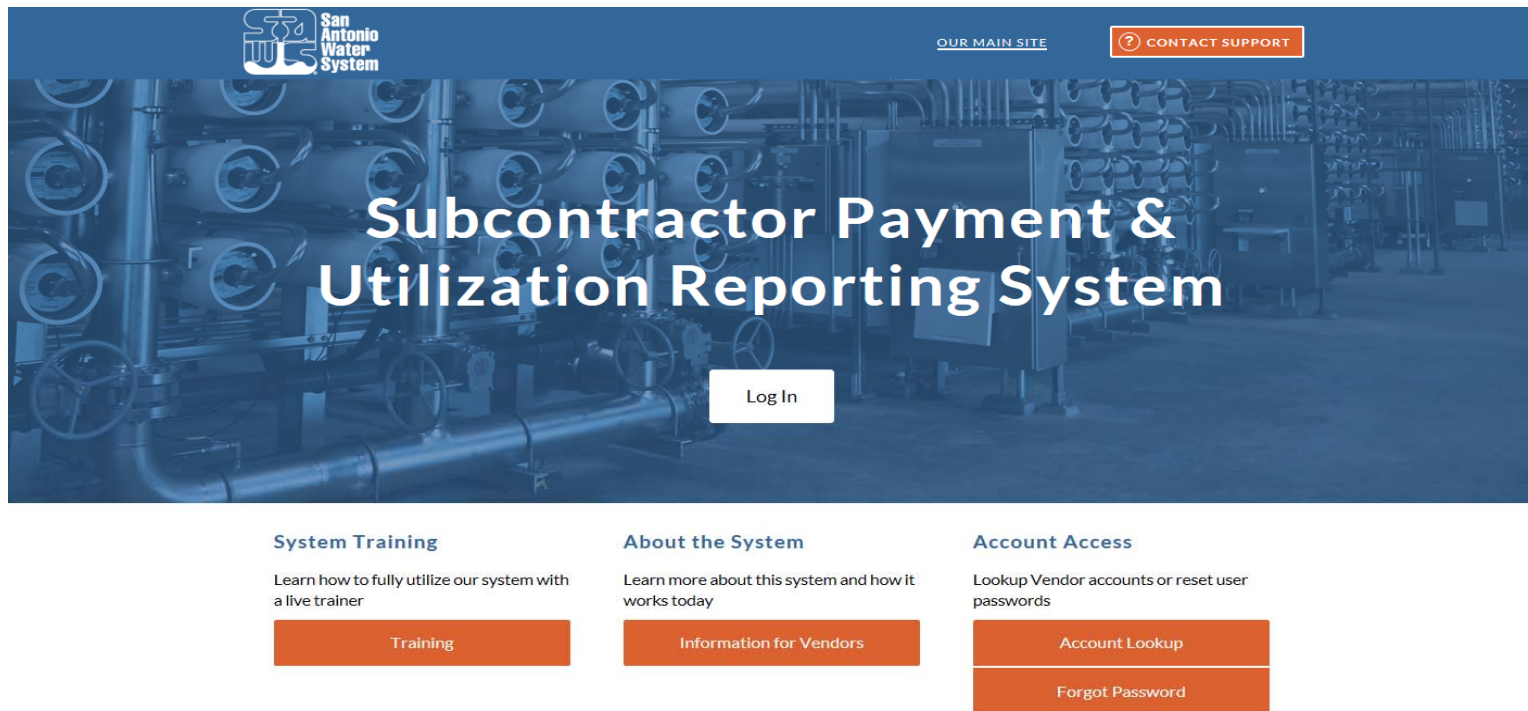 San
Antonio
Water
System
OUR MAIN SITE
? CONTACT SUPPORT
Subcontractor Payment &
Utilization Reporting System
Log In
System Training
Learn how to fully utilize our system with
a live trainer
Training
About the System
Learn more about this system and how it
works today
Information for Vendors
Account Access
Lookup Vendor accounts or reset user
passwords
Account Lookup
Forgot Password